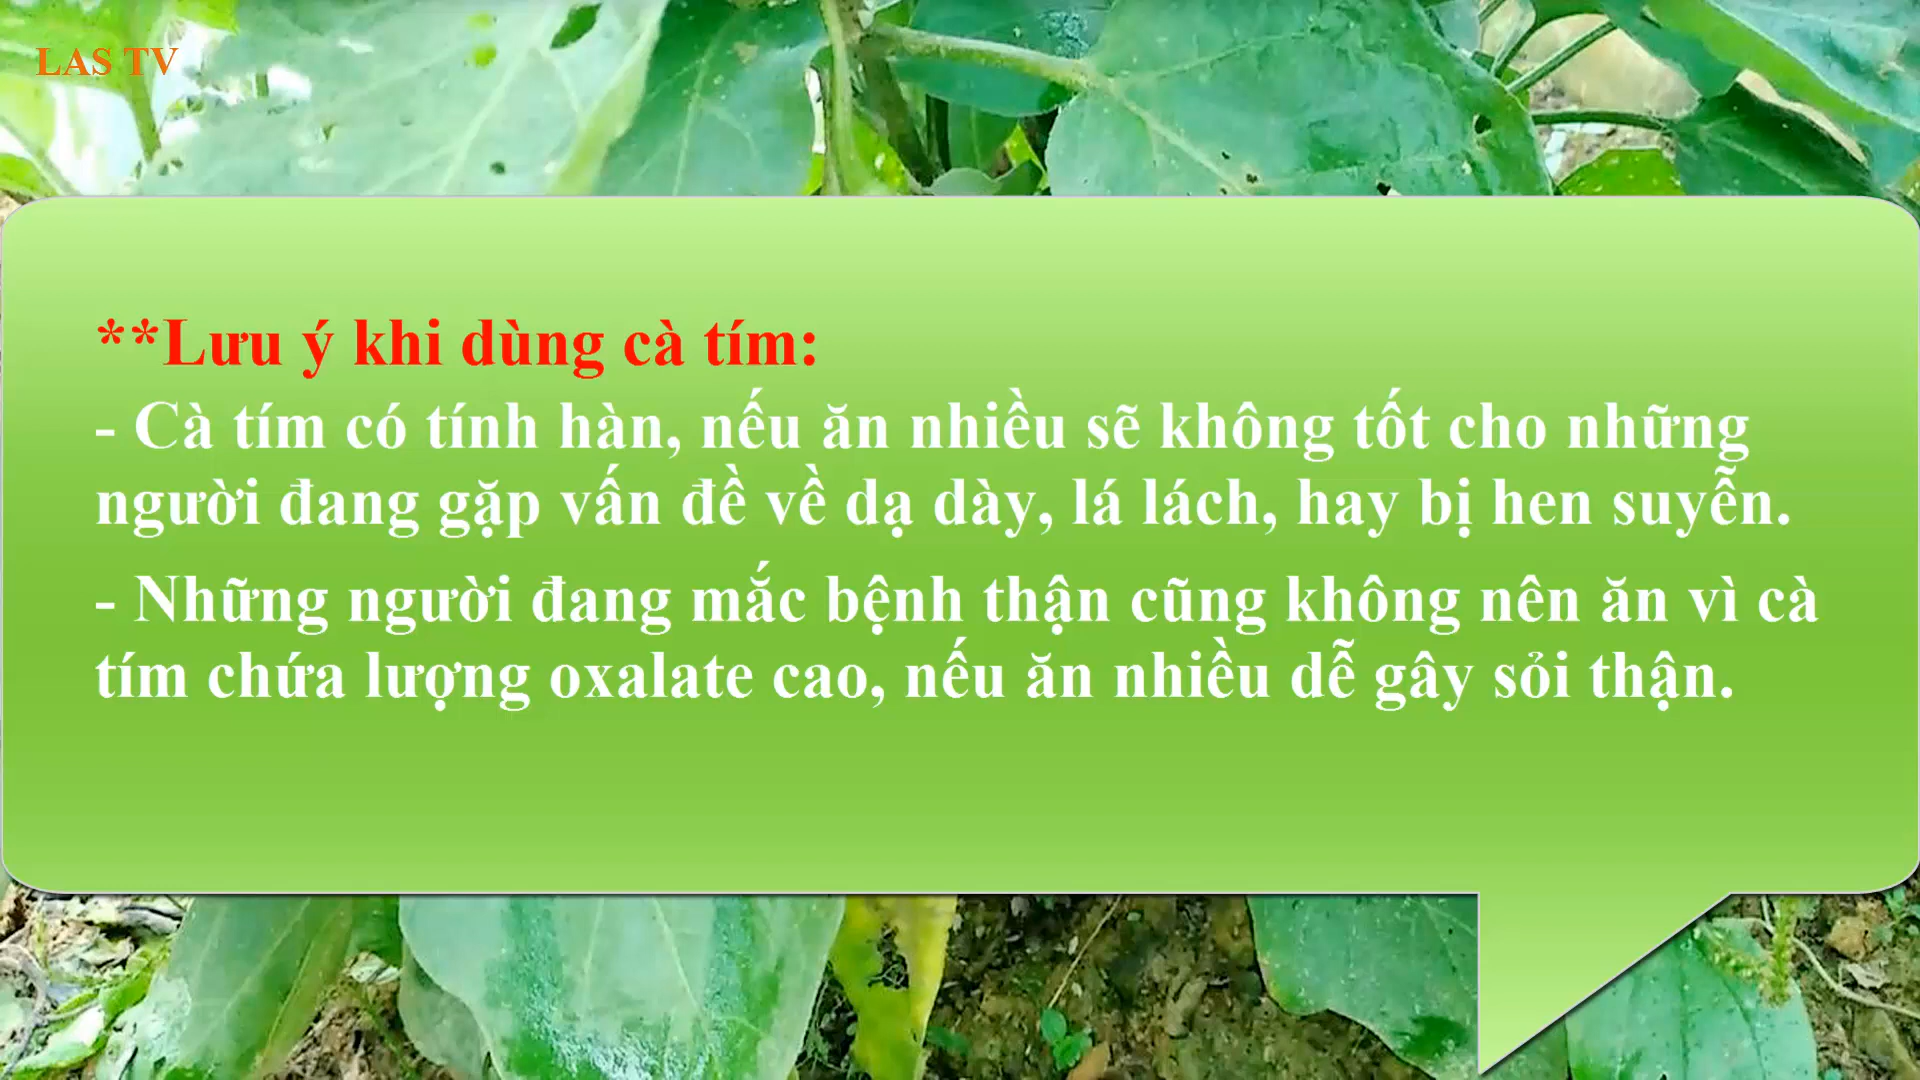 LAS TV
**Lưu ý khi dùng cà tím:
- Cà tím có tính hàn, nếu ăn nhiều sẽ không tốt cho những
người đang gặp vấn đề về dạ dày, lá lách, hay bị hen suyễn.
- Những người đang mắc bệnh thận cũng không nên ăn vì cà
tím chứa lượng oxalate cao, nếu ăn nhiều dễ gây sỏi thận.